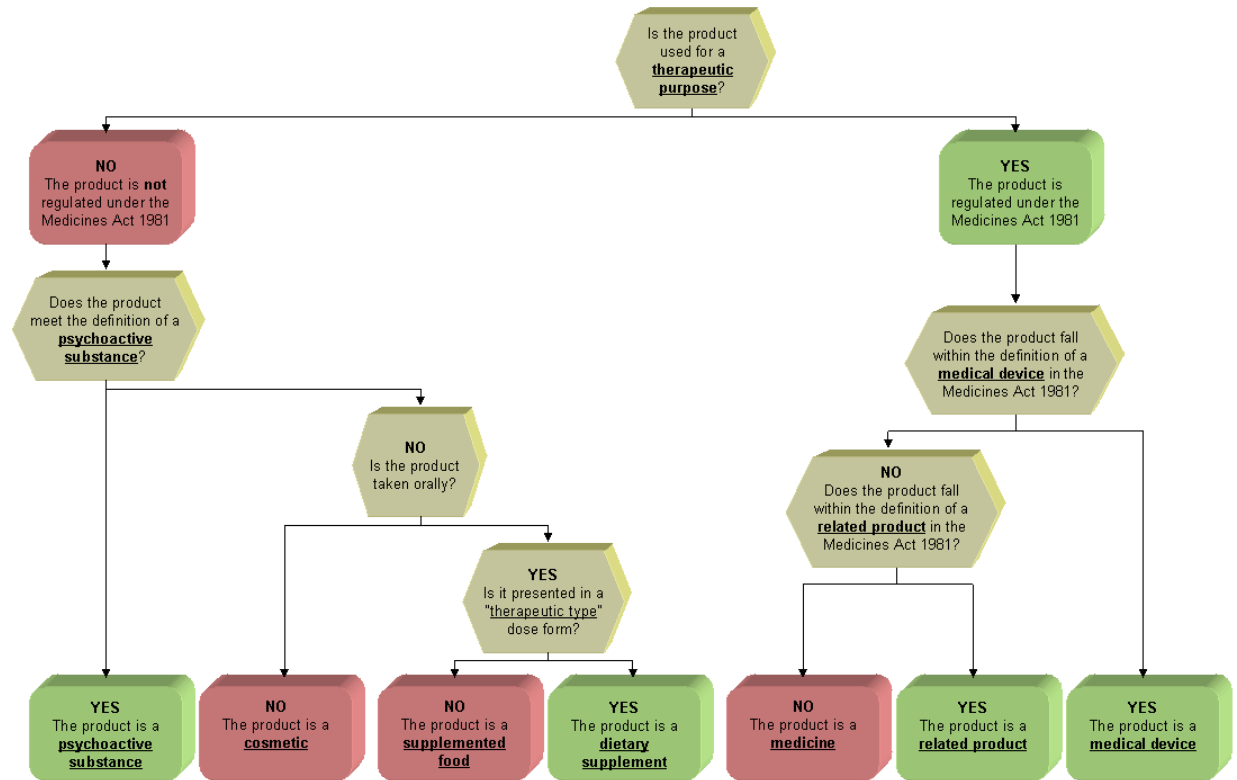 Is the product
used for a
therapeutic
purpose?
NO
The product is not
regulated under the
Medicines Act 1981
YES
The product is
regulated under the
Medicines Act 1981
Does the product
meet the definition of a
psychoactive
substance?
Does the product fall
within the definition of a
medical device in the
Medicines Act 1981?
NO
Is the product
taken orally?
NO
Does the product fall
within the definition of a
related product in the
Medicines Act 1981?
YES
Is it presented in a
"therapeutic type"
dose form?
YES
The product is a
psychoactive
substance
NO
The product is a
cosmetic
NO
The product is a
supplemented
food
YES
The product is a
dietary
supplement
NO
The product is a
medicine
YES
The product is a
related product
YES
The product is a
medical device